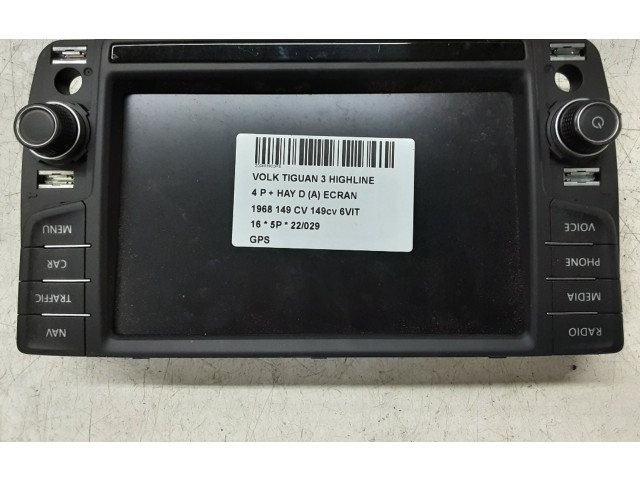 VOLK TIGUAN 3 HIGHLINE
4 P + HAY D (A) ECRAN
1968 149 CV 149cv 6VIT
16 * 5P * 22/029
GPS
MENU
CAR
TRAFFIC
NAV
VOICE
PHONE
MEDIA
RADIO